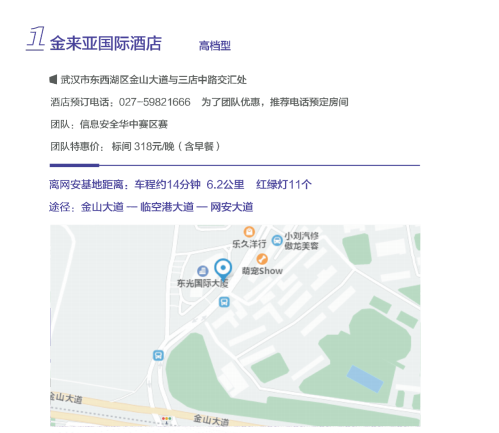 1 金来亚国际酒店 高档型
武汉市东西湖区金山大道与三店中路交汇处
酒店预订电话：027-59821666 为了团队优惠，推荐电话预定房间
团队：信息安全华中赛区赛
团队特惠价： 标间 318元/晚（含早餐）
离网安基地距离：车程约14分钟 6.2公里 红绿灯11个
途径：金山大道 — 临空港大道 — 网安大道
小刘汽修
乐久洋行
傲龙美容
萌宠Show
东光国际大厦
金山大道
金山大道